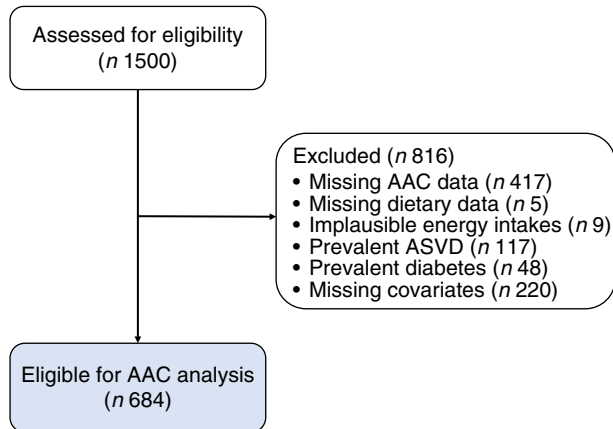 Assessed for eligibility
(n 1500)
Excluded (n 816)
• Missing AAC data (n 417)
• Missing dietary data (n 5)
• Implausible energy intakes (n 9)
• Prevalent ASVD (n 117)
• Prevalent diabetes (n 48)
• Missing covariates (n 220)
Eligible for AAC analysis
(n 684)